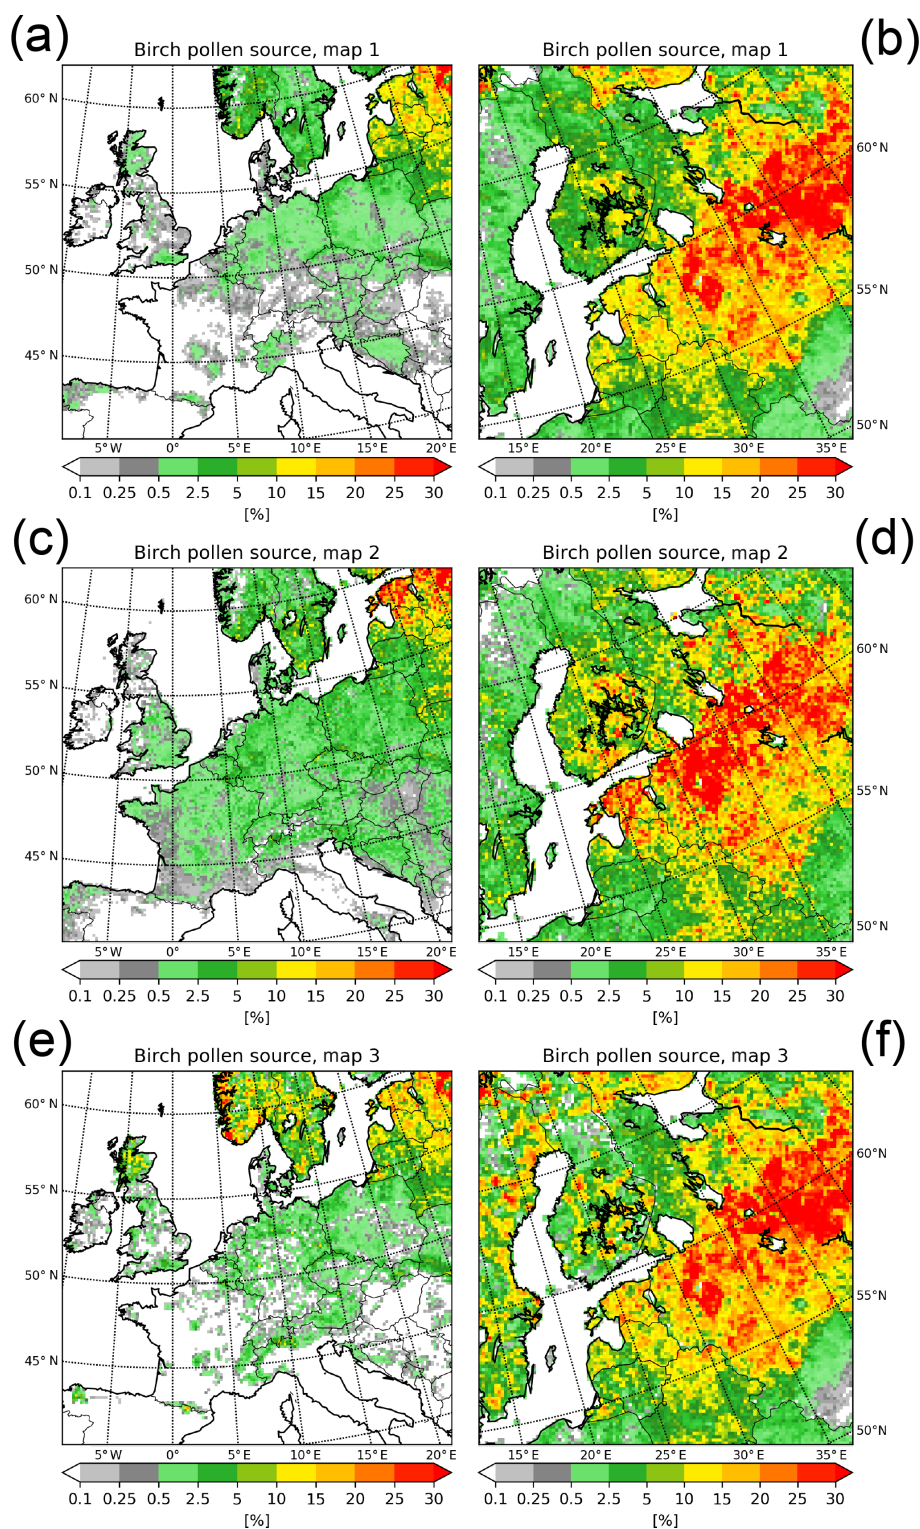 (a)
Birch pollen source, map 1
60° N
55° N
50° N
45° N
5° W 0° 5° E 10° E 15° E 20° E
0.1 0.25 0.5 2.5 5 10 15 20 25 30
[%]
(b)
Birch pollen source, map 1
60° N
55° N
50° N
15° E 20° E 25° E 30° E 35° E
0.1 0.25 0.5 2.5 5 10 15 20 25 30
[%]
(c)
Birch pollen source, map 2
60° N
55° N
50° N
45° N
5° W 0° 5° E 10° E 15° E 20° E
0.1 0.25 0.5 2.5 5 10 15 20 25 30
[%]
(d)
Birch pollen source, map 2
60° N
55° N
50° N
15° E 20° E 25° E 30° E 35° E
0.1 0.25 0.5 2.5 5 10 15 20 25 30
[%]
(e)
Birch pollen source, map 3
60° N
55° N
50° N
45° N
5° W 0° 5° E 10° E 15° E 20° E
0.1 0.25 0.5 2.5 5 10 15 20 25 30
[%]
(f)
Birch pollen source, map 3
60° N
55° N
50° N
15° E 20° E 25° E 30° E 35° E
0.1 0.25 0.5 2.5 5 10 15 20 25 30
[%]